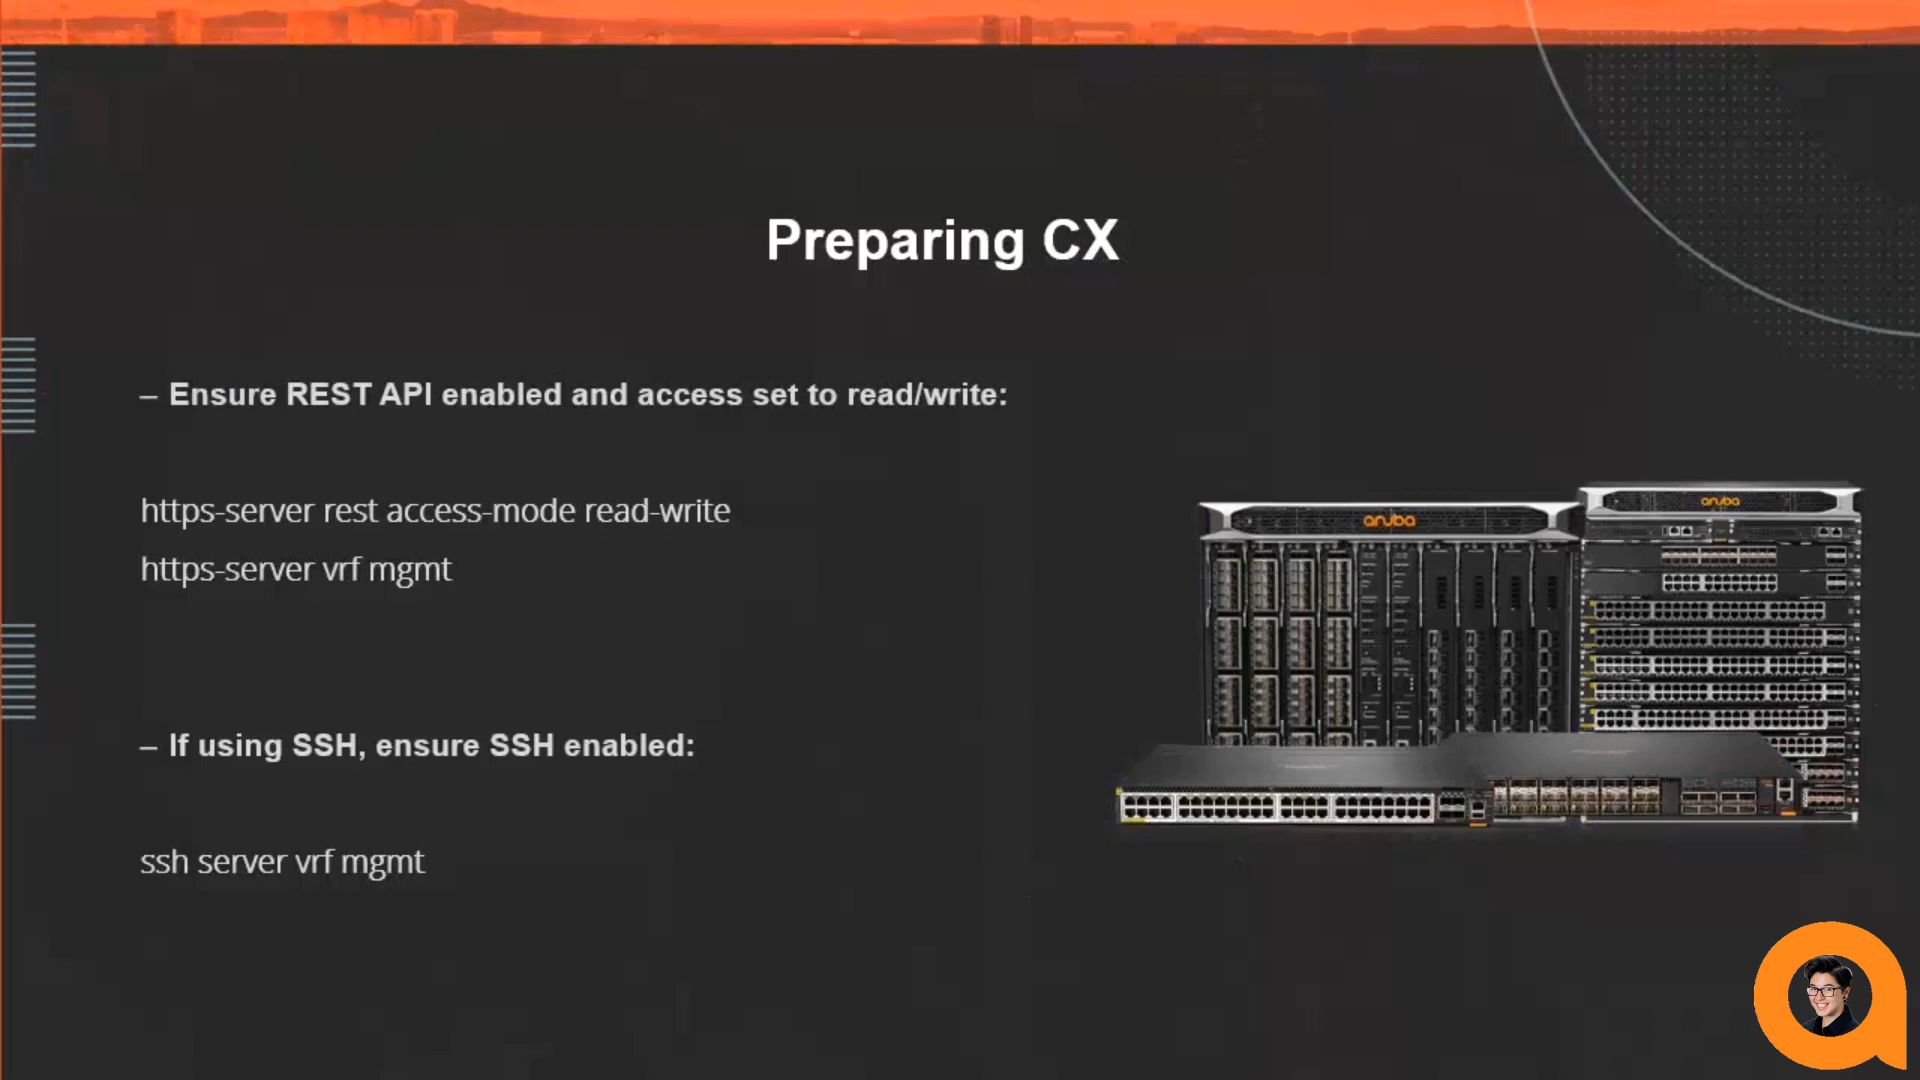 Preparing CX
– Ensure REST API enabled and access set to read/write:
https-server rest access-mode read-write
https-server vrf mgmt
– If using SSH, ensure SSH enabled:
ssh server vrf mgmt
aruba
aruba